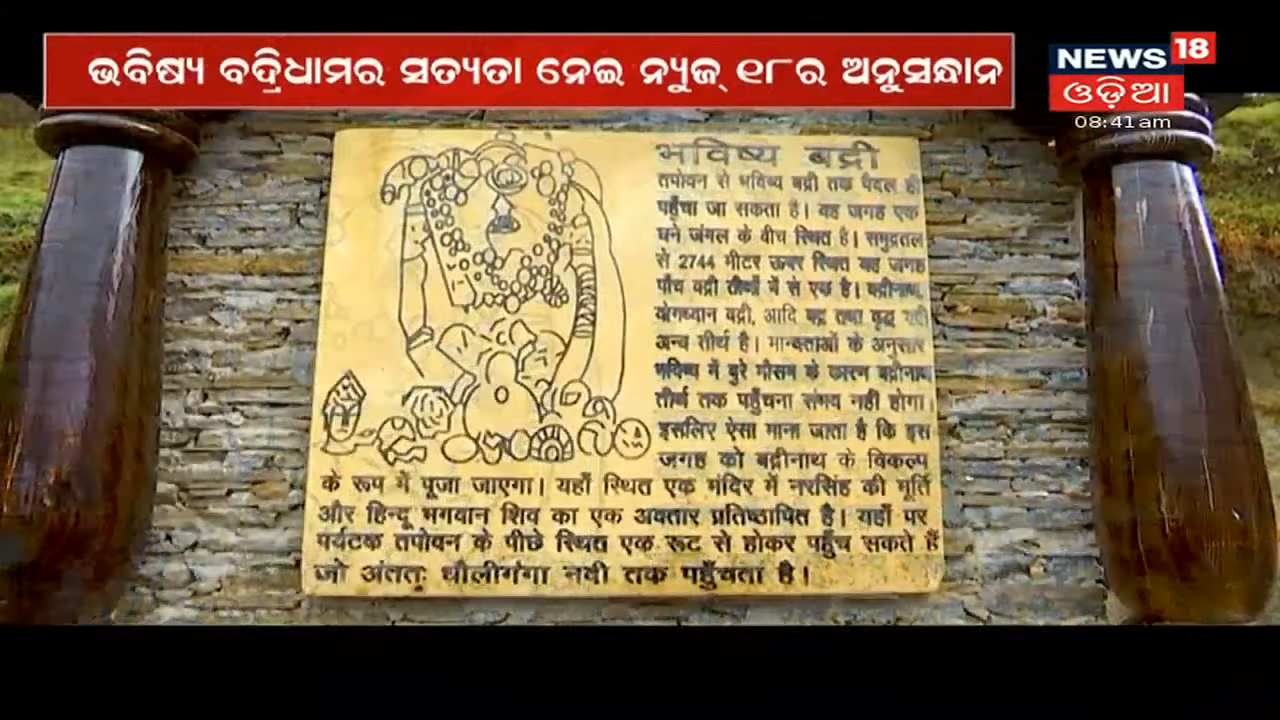 ଭବିଷ୍ୟ ବଦ୍ରିଧାମର ସତ୍ୟତା ନେଇ ନ୍ୟୁଜ୍ ୧୮ର ଅନୁସନ୍ଧାନ
NEWS 18
ଓଡ଼ିଆ
08:41am
भविष्य बद्री
तपोवन से भविष्य बद्री तक पैदल ही
पहुँचा जा सकता है। वह जगह एक
घने जंगल के बीच स्थित है। समुद्रतल
से 2744 मीटर ऊपर स्थित यह जगह
पाँच बद्री तीर्थों में से एक है। बद्रीनाथ,
योगध्यान बद्री, आदि बद्र तथा वृद्ध बद्री
अन्य तीर्थ है। मान्यताओं के अनुसार
भविष्य में बुरे मौसम के कारण बद्रीनाथ
तीर्थ तक पहुँचना संभव नही होगा।
इसलिए ऐसा माना जाता है कि इस
जगह को बद्रीनाथ के विकल्प
के रूप में पूजा जाएगा। यहाँ स्थित एक मंदिर में नरसिंह की मूर्ति
और हिन्दू भगवान शिव का एक अवतार प्रतिष्ठापित है। यहाँ पर
पर्यटक तपोवन के पीछे स्थित एक रूट से होकर पहुँच सकते हैं
जो अंततः धौलीगंगा नदी तक पहुँचता है।